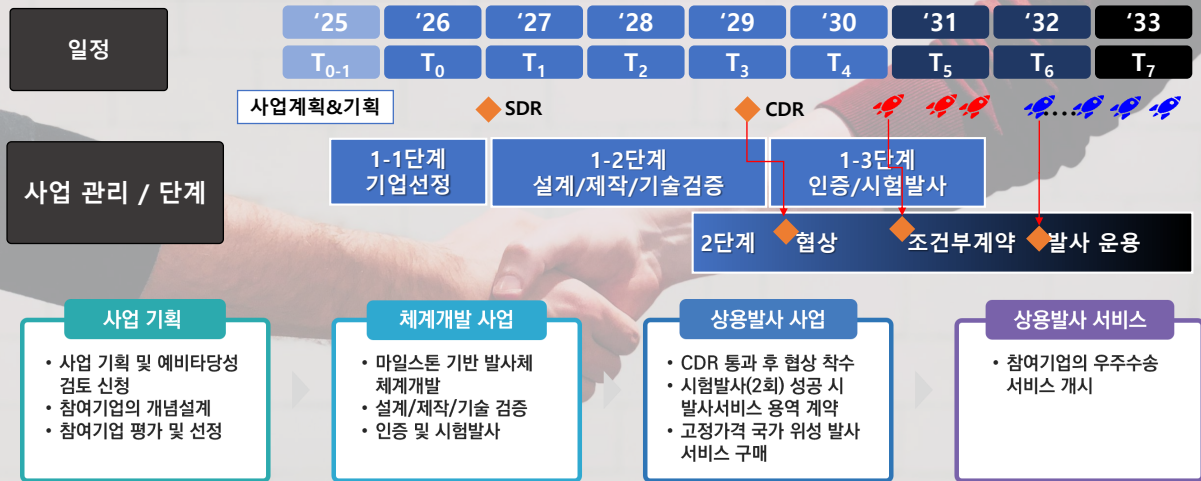 일정
‘25
‘26
‘27
‘28
‘29
‘30
‘31
‘32
‘33
T0-1
T0
T1
T2
T3
T4
T5
T6
T7
사업계획&기획
SDR
CDR
사업 관리 / 단계
1-1단계
기업선정
1-2단계
설계/제작/기술검증
1-3단계
인증/시험발사
2단계
협상
조건부계약
발사 운용
사업 기획
• 사업 기획 및 예비타당성
검토 신청
• 참여기업의 개념설계
• 참여기업 평가 및 선정
체계개발 사업
• 마일스톤 기반 발사체
체계개발
• 설계/제작/기술 검증
• 인증 및 시험발사
상용발사 사업
• CDR 통과 후 협상 착수
• 시험발사(2회) 성공 시
발사서비스 용역 계약
• 고정가격 국가 위성 발사
서비스 구매
상용발사 서비스
• 참여기업의 우주수송
서비스 개시